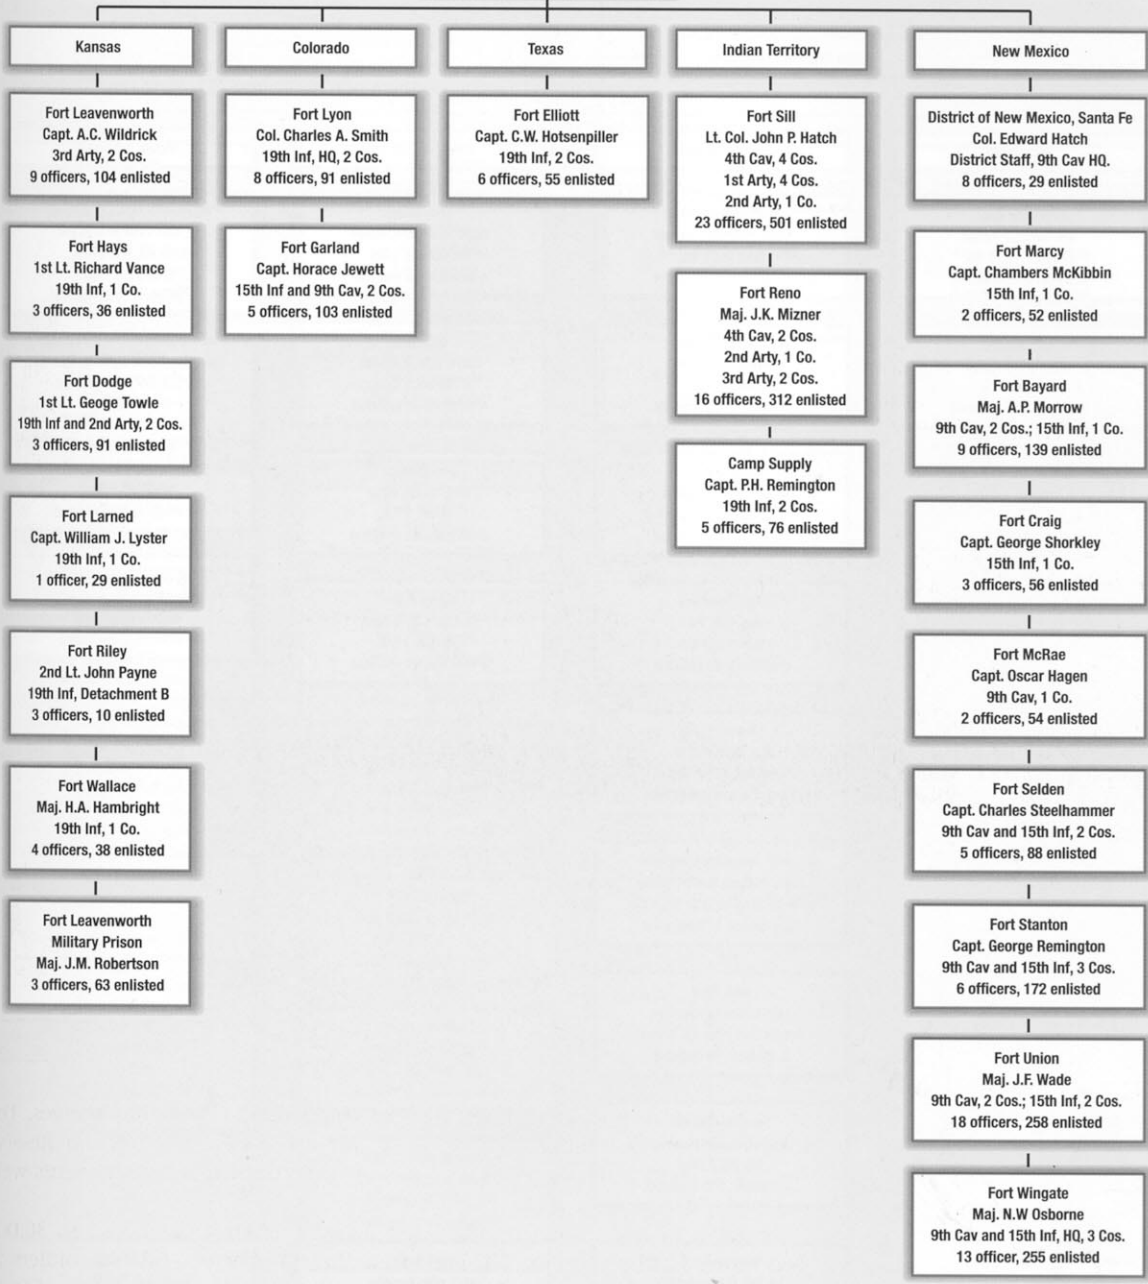 Kansas
Fort Leavenworth
Capt. A.C. Wildrick
3rd Arty, 2 Cos.
9 officers, 104 enlisted
Fort Hays
1st Lt. Richard Vance
19th Inf, 1 Co.
3 officers, 36 enlisted
Fort Dodge
1st Lt. Geoge Towle
19th Inf and 2nd Arty, 2 Cos.
3 officers, 91 enlisted
Fort Larned
Capt. William J. Lyster
19th Inf, 1 Co.
1 officer, 29 enlisted
Fort Riley
2nd Lt. John Payne
19th Inf, Detachment B
3 officers, 10 enlisted
Fort Wallace
Maj. H.A. Hambright
19th Inf, 1 Co.
4 officers, 38 enlisted
Fort Leavenworth
Military Prison
Maj. J.M. Robertson
3 officers, 63 enlisted
Colorado
Fort Lyon
Col. Charles A. Smith
19th Inf, HQ, 2 Cos.
8 officers, 91 enlisted
Fort Garland
Capt. Horace Jewett
15th Inf and 9th Cav, 2 Cos.
5 officers, 103 enlisted
Texas
Fort Elliott
Capt. C.W. Hotsenpiller
19th Inf, 2 Cos.
6 officers, 55 enlisted
Indian Territory
Fort Sill
Lt. Col. John P. Hatch
4th Cav, 4 Cos.
1st Arty, 4 Cos.
2nd Arty, 1 Co.
23 officers, 501 enlisted
Fort Reno
Maj. J.K. Mizner
4th Cav, 2 Cos.
2nd Arty, 1 Co.
3rd Arty, 2 Cos.
16 officers, 312 enlisted
Camp Supply
Capt. P.H. Remington
19th Inf, 2 Cos.
5 officers, 76 enlisted
New Mexico
District of New Mexico, Santa Fe
Col. Edward Hatch
District Staff, 9th Cav HQ.
8 officers, 29 enlisted
Fort Marcy
Capt. Chambers McKibbin
15th Inf, 1 Co.
2 officers, 52 enlisted
Fort Bayard
Maj. A.P. Morrow
9th Cav, 2 Cos.; 15th Inf, 1 Co.
9 officers, 139 enlisted
Fort Craig
Capt. George Shorkley
15th Inf, 1 Co.
3 officers, 56 enlisted
Fort McRae
Capt. Oscar Hagen
9th Cav, 1 Co.
2 officers, 54 enlisted
Fort Selden
Capt. Charles Steelhammer
9th Cav and 15th Inf, 2 Cos.
5 officers, 88 enlisted
Fort Stanton
Capt. George Remington
9th Cav and 15th Inf, 3 Cos.
6 officers, 172 enlisted
Fort Union
Maj. J.F. Wade
9th Cav, 2 Cos.; 15th Inf, 2 Cos.
18 officers, 258 enlisted
Fort Wingate
Maj. N.W Osborne
9th Cav and 15th Inf, HQ, 3 Cos.
13 officer, 255 enlisted